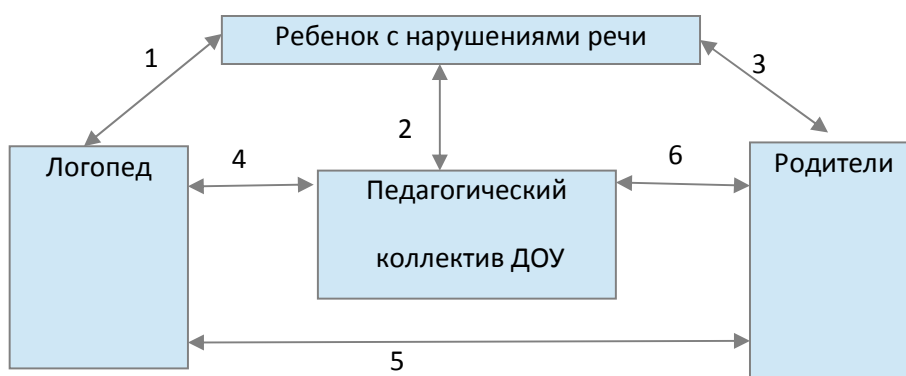 Ребенок с нарушениями речи
1
3
2
Логопед
4
6
Родители
Педагогический
коллектив ДОУ
5